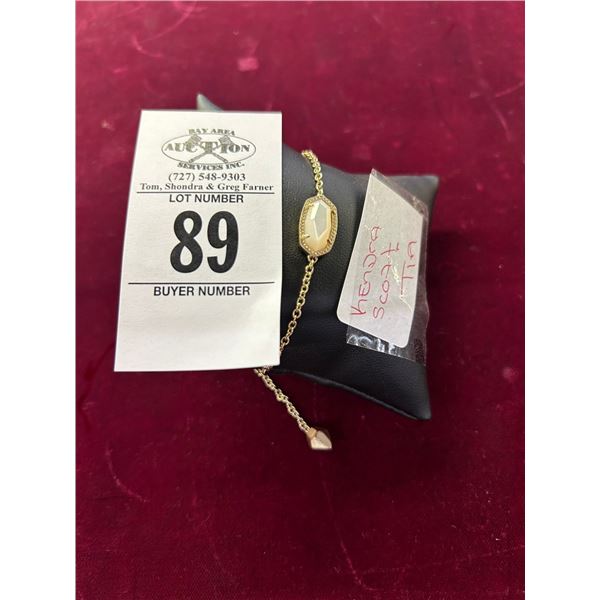 BAY AREA
AUCTION
SERVICES INC.
(727) 548-9303
Tom, Shondra & Greg Farner
LOT NUMBER
89
BUYER NUMBER
KENDRA
SCOTT